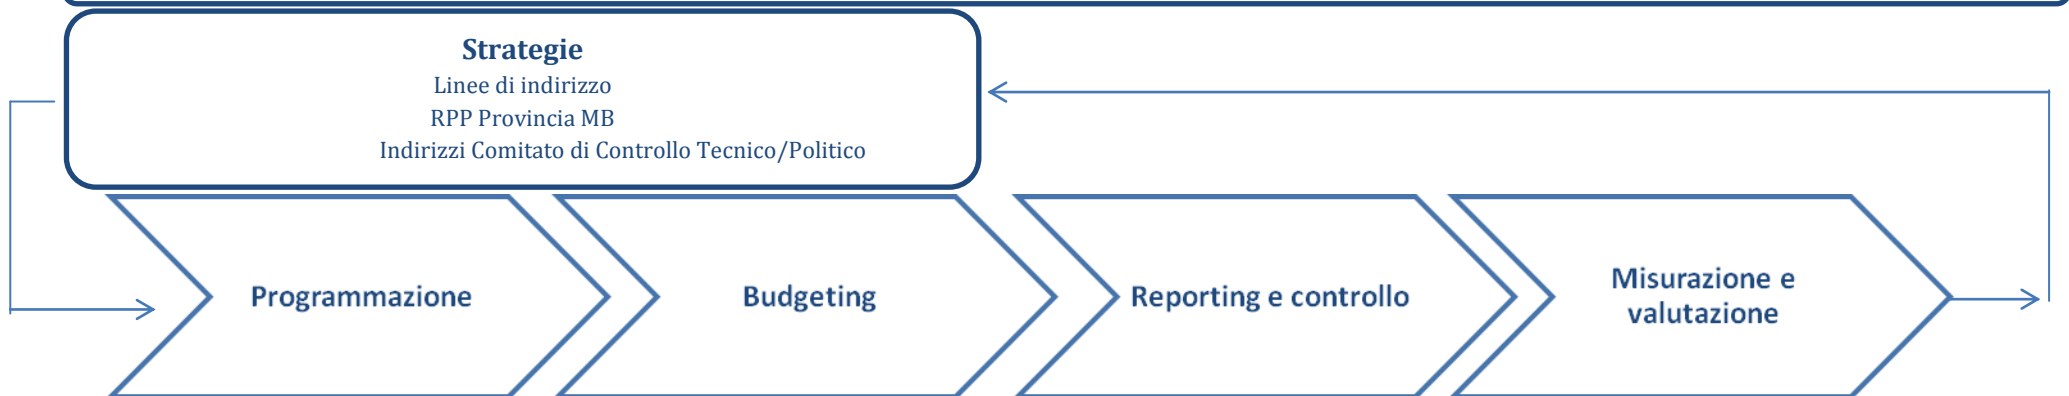 Strategie
Linee di indirizzo
RPP Provincia MB
Indirizzi Comitato di Controllo Tecnico/Politico
Programmazione
Budgeting
Reporting e controllo
Misurazione e
valutazione